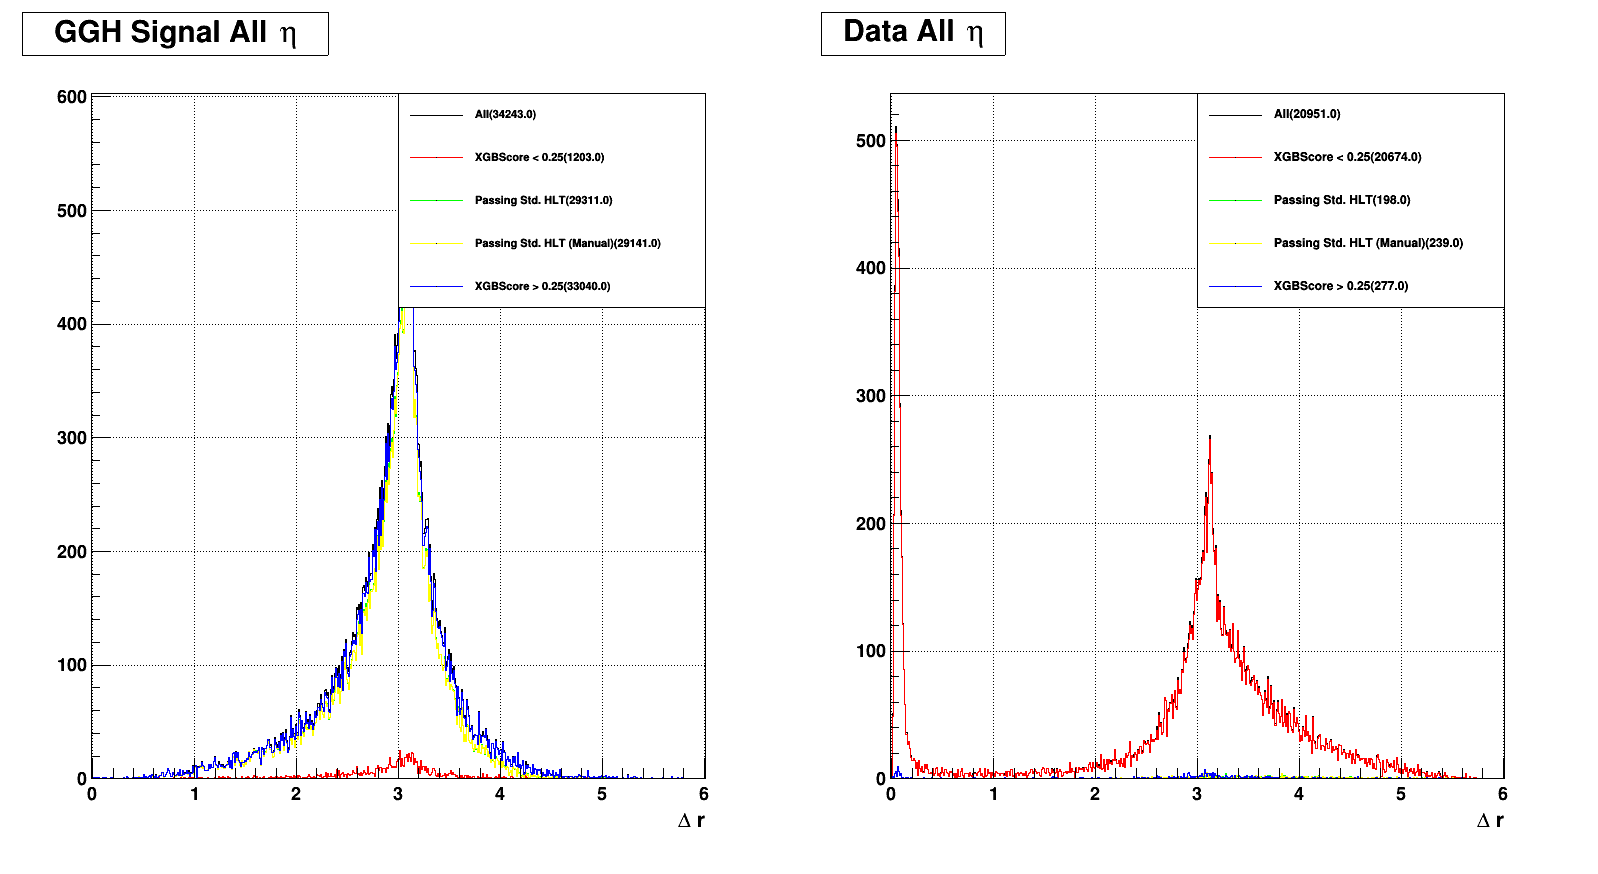 GGH Signal All η
600
500
400
300
200
100
0
0 1 2 3 4 5 6
Δ r
All(34243.0)
XGBScore < 0.25(1203.0)
Passing Std. HLT(29311.0)
Passing Std. HLT (Manual)(29141.0)
XGBScore > 0.25(33040.0)
Data All η
500
400
300
200
100
0
0 1 2 3 4 5 6
Δ r
All(20951.0)
XGBScore < 0.25(20674.0)
Passing Std. HLT(198.0)
Passing Std. HLT (Manual)(239.0)
XGBScore > 0.25(277.0)